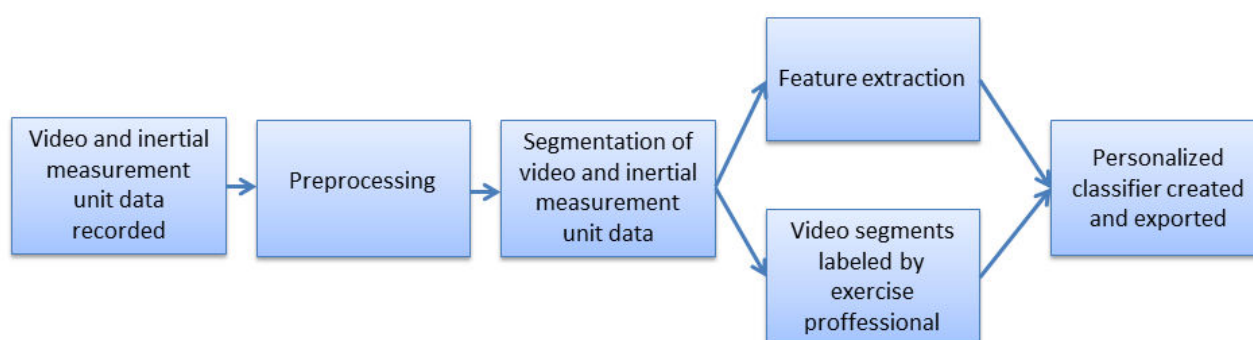 Video and inertial
measurement
unit data
recorded
Preprocessing
Segmentation of
video and inertial
measurement
unit data
Feature extraction
Video segments
labeled by
exercise
proffessional
Personalized
classifier created
and exported